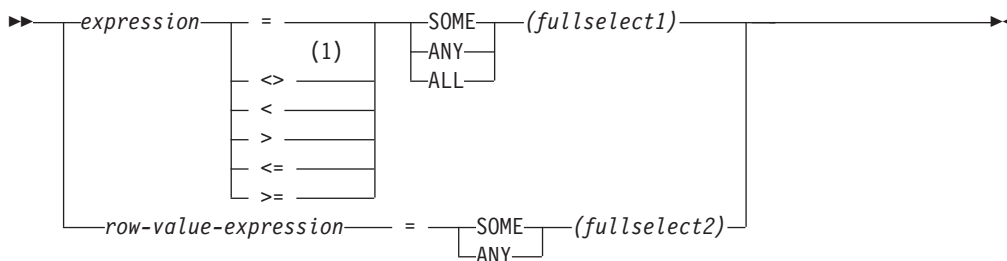 expression = SOME (fullselect1)
(1) ANY
<> ALL
<
>
<=
>=
row-value-expression = SOME (fullselect2)
ANY